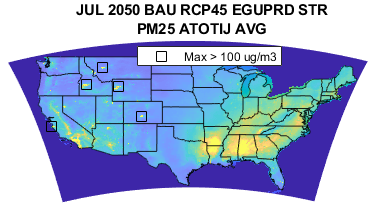 JUL 2050 BAU RCP45 EGUPRD STR
PM25 ATOTIJ AVG
Max > 100 ug/m3